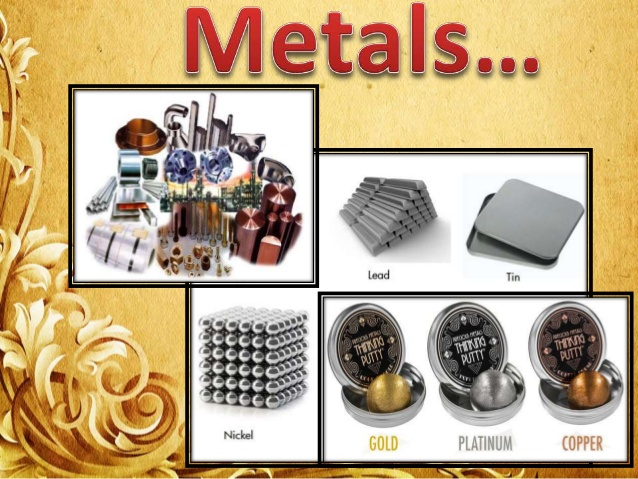 Metals...
Lead
Tin
Nickel
THINKING
PUTTY
THINKING
PUTTY
THINKING
PUTTY
GOLD
PLATINUM
COPPER